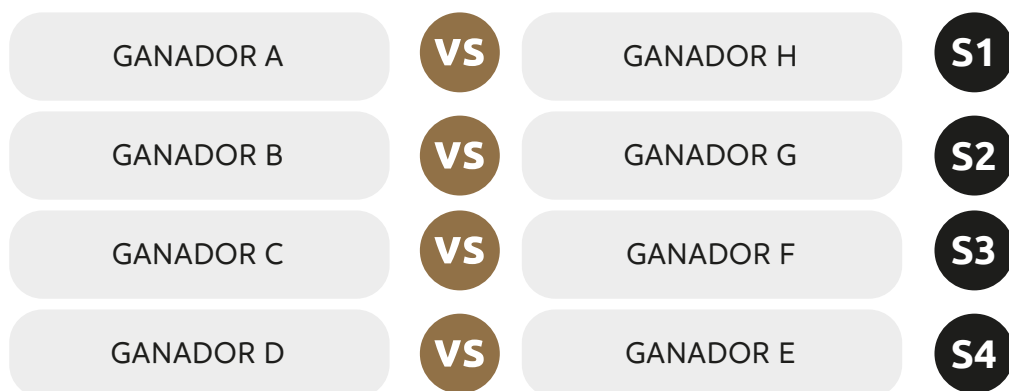 GANADOR A VS GANADOR H S1
GANADOR B VS GANADOR G S2
GANADOR C VS GANADOR F S3
GANADOR D VS GANADOR E S4